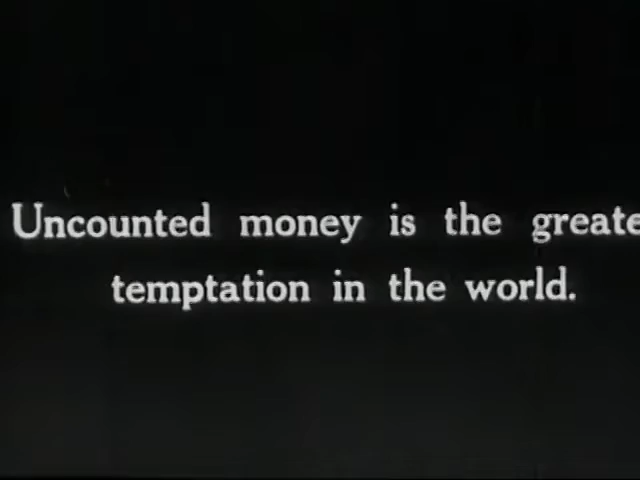 Uncounted money is the greate
temptation in the world.